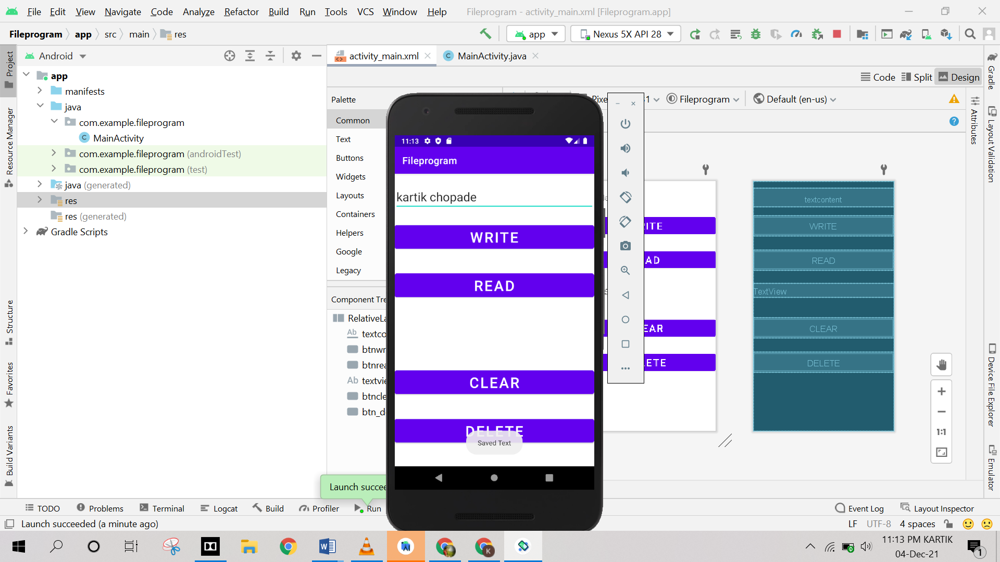 File Edit View Navigate Code Analyze Refactor Build Run Tools VCS Window Help Fileprogram - activity_main.xml [Fileprogram.app]
Fileprogram app src main res
app Nexus 5X API 28
Project
Android
activity_main.xml MainActivity.java
Code Split Design
app
manifests
java
com.example.fileprogram
MainActivity
com.example.fileprogram (androidTest)
com.example.fileprogram (test)
java (generated)
res
res (generated)
Gradle Scripts
Resource Manager
Structure
Favorites
Build Variants
Palette
Common
Text
Buttons
Widgets
Layouts
Containers
Helpers
Google
Legacy
Component Tre
RelativeLa
textco
btnwr
btnrea
textvie
btncle
btn_d
Pixe 1 Fileprogram Default (en-us)
11:13
Fileprogram
kartik chopade
WRITE
READ
CLEAR
DELETE
Saved Text
ITE
AD
EAR
ETE
textcontent
WRITE
READ
TextView
CLEAR
DELETE
1:1
Gradle
Attributes
Layout Validation
Device File Explorer
Emulator
Launch succee
TODO Problems Terminal Logcat Build Profiler Run
Event Log Layout Inspector
Launch succeeded (a minute ago)
LF UTF-8 4 spaces
W
K
11:13 PM KARTIK
04-Dec-21
1